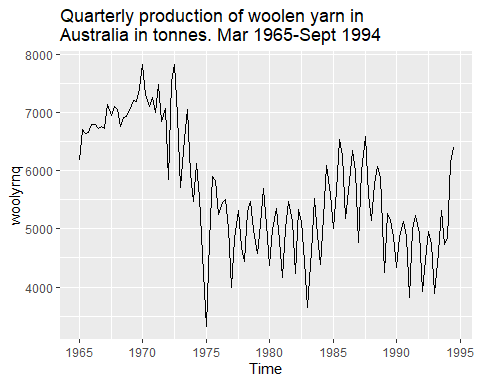 Quarterly production of woolen yarn in
Australia in tonnes. Mar 1965-Sept 1994
8000
7000
6000
5000
4000
woolyrnq
1965 1970 1975 1980 1985 1990 1995
Time